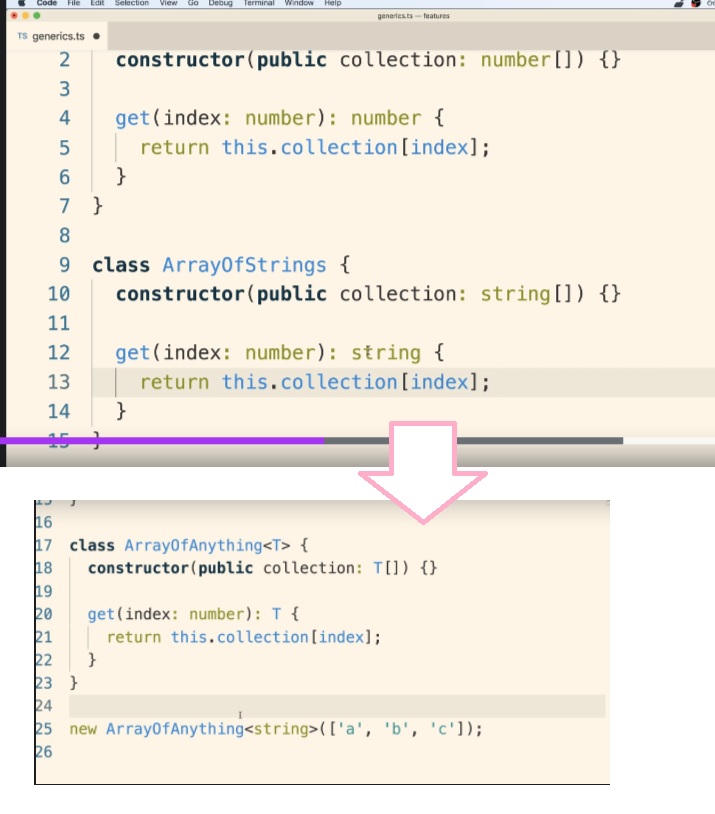 Code File Edit Selection View Go Debug Terminal Window Help
generics.ts — features
TS generics.ts ●
2 constructor(public collection: number[]) {}
3
4 get(index: number): number {
5 return this.collection[index];
6 }
7 }
8
9 class ArrayOfStrings {
10 constructor(public collection: string[]) {}
11
12 get(index: number): string {
13 return this.collection[index];
14 }
15 }
16
17 class ArrayOfAnything<T> {
18 constructor(public collection: T[]) {}
19
20 get(index: number): T {
21 return this.collection[index];
22 }
23 }
24
25 new ArrayOfAnything<string>(['a', 'b', 'c']);
26